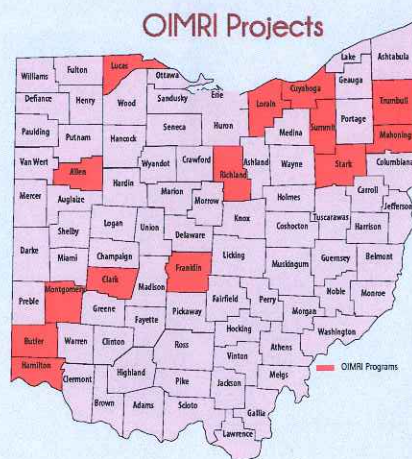 OIMRI Projects
Williams
Fulton
Lucas
Ottawa
Lake
Ashtabula
Defiance
Henry
Wood
Sandusky
Erie
Lorain
Cuyahoga
Geauga
Trumbull
Paulding
Putnam
Hancock
Seneca
Huron
Medina
Summit
Portage
Mahoning
Van Wert
Allen
Wyandot
Crawford
Richland
Ashland
Wayne
Stark
Columbiana
Mercer
Auglaize
Hardin
Marion
Morrow
Holmes
Carroll
Jefferson
Shelby
Logan
Union
Delaware
Knox
Coshocton
Tuscarawas
Harrison
Darke
Miami
Champaign
Clark
Franklin
Licking
Muskingum
Guernsey
Belmont
Preble
Montgomery
Greene
Madison
Pickaway
Fairfield
Perry
Noble
Monroe
Butler
Warren
Clinton
Fayette
Ross
Hocking
Morgan
Washington
Hamilton
Clermont
Highland
Pike
Vinton
Athens
Meigs
OIMRI Programs
Brown
Adams
Scioto
Jackson
Gallia
Lawrence